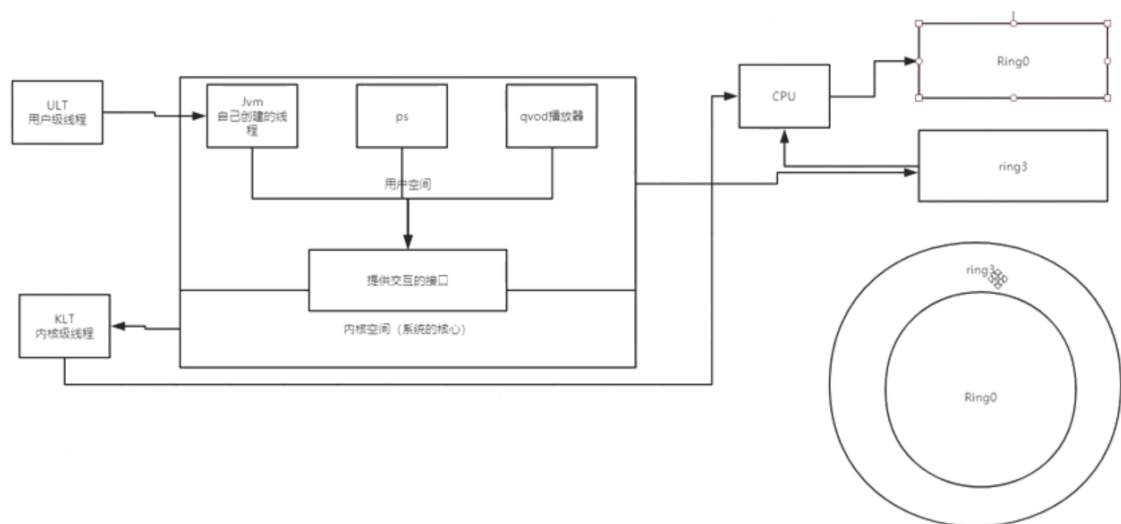 ULT
用户级线程
Jvm
自己创建的线
程
ps
qvod播放器
用户空间
提供交互的接口
内核空间（系统的核心）
KLT
内核级线程
CPU
Ring0
ring3
ring3
Ring0